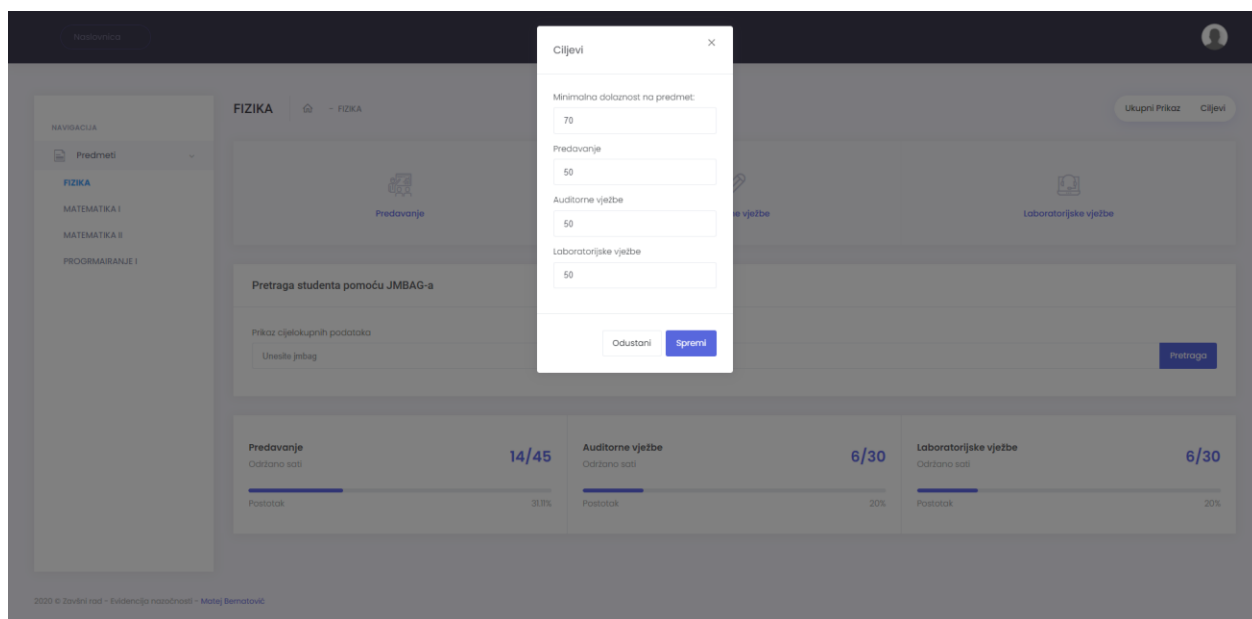 Naslovnica
Ciljevi
Minimalna dolaznost na predmet:
70
Predavanje
50
Auditorne vježbe
50
Laboratorijske vježbe
50
Odustani
Spremi
FIZIKA
- FIZIKA
Ukupni Prikaz
Ciljevi
NAVIGACIJA
Predmeti
FIZIKA
MATEMATIKA I
MATEMATIKA II
PROGRMAIRANJE I
Predavanje
e vježbe
Laboratorijske vježbe
Pretraga studenta pomoću JMBAG-a
Prikaz cijelokupnih podataka
Unesite jmbag
Pretraga
Predavanje
14/45
Održano sati
Postotak
31.11%
Auditorne vježbe
6/30
Održano sati
Postotak
20%
Laboratorijske vježbe
6/30
Održano sati
Postotak
20%
2020 © Završni rad - Evidencija naročnosti - Matej Bernatović